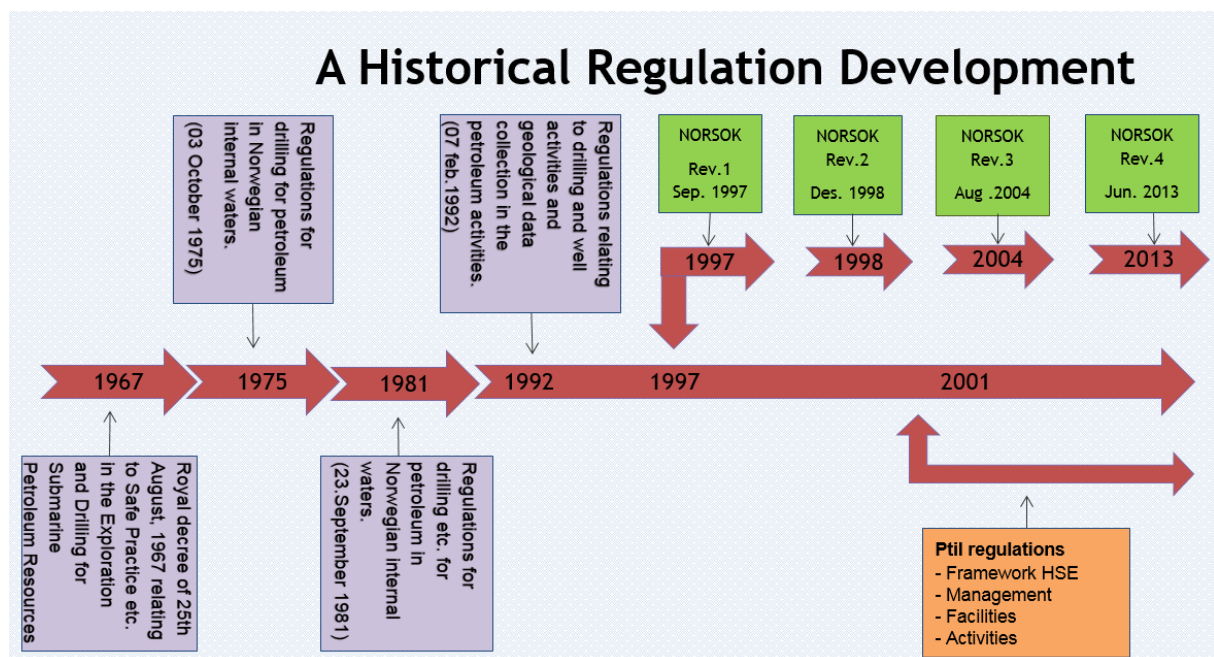 A Historical Regulation Development
Regulations for
drilling for petroleum
in Norwegian
internal waters.
(03 October 1975)
Regulations relating
to drilling and well
activities and
geological data
collection in the
petroleum activities.
(07 feb.1992)
NORSOK
Rev.1
Sep. 1997
NORSOK
Rev.2
Des. 1998
NORSOK
Rev.3
Aug .2004
NORSOK
Rev.4
Jun. 2013
1997
1998
2004
2013
1967
1975
1981
1992
1997
2001
Royal decree of 25th
August, 1967 relating
to Safe Practice etc.
in the Exploration
and Drilling for
Submarine
Petroleum Resources
Regulations for
drilling etc. for
petroleum in
Norwegian internal
waters.
(23.September 1981)
Ptil regulations
- Framework HSE
- Management
- Facilities
- Activities